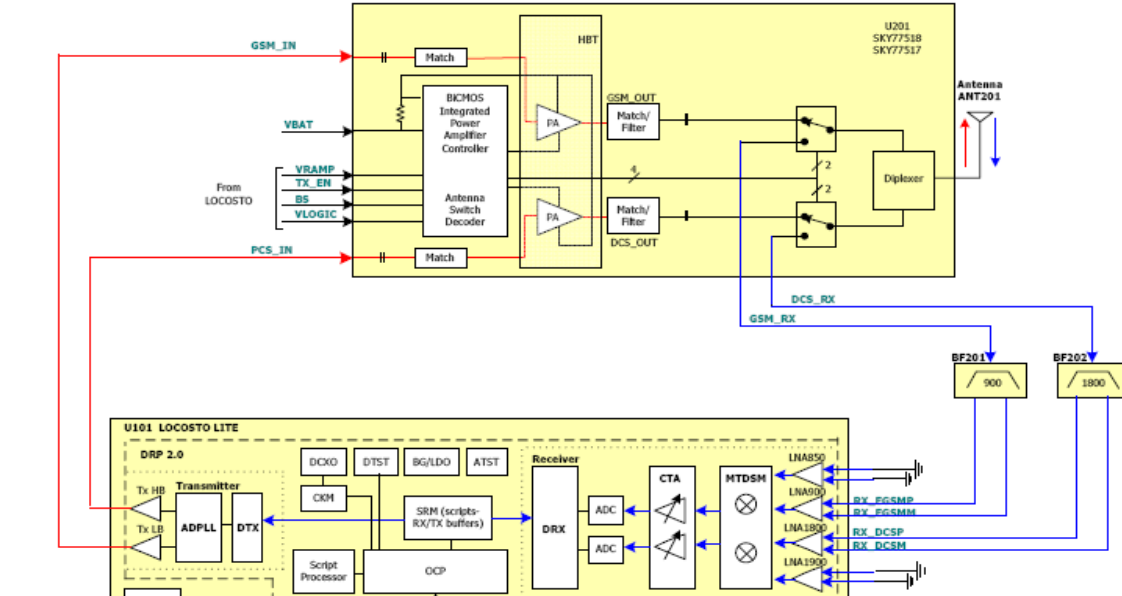 U201
SKY77518
SKY77517
HBT
GSM_IN
Match
Antenna
ANT201
BiCMOS
Integrated
Power
Amplifier
Controller
GSM_OUT
PA
Match/
Filter
VBAT
VRAMP
TX_EN
BS
VLOGIC
From
LOCOSTO
4
2
2
Diplexer
Antenna
Switch
Decoder
PA
Match/
Filter
DCS_OUT
PCS_IN
Match
DCS_RX
GSM_RX
BF201
BF202
900
1800
U101 LOCOSTO LITE
DRP 2.0
DCXO
DTST
BG/LDO
ATST
Receiver
LNA850
CTA
MTDSM
Tx HB
Transmitter
CKM
LNA900
RX_EGSMP
RX_EGSMM
ADPLL
DTX
SRM (scripts-
RX/TX buffers)
DRX
ADC
Tx LB
LNA1800
RX_DCSP
RX_DCSM
ADC
Script
Processor
OCP
LNA1900